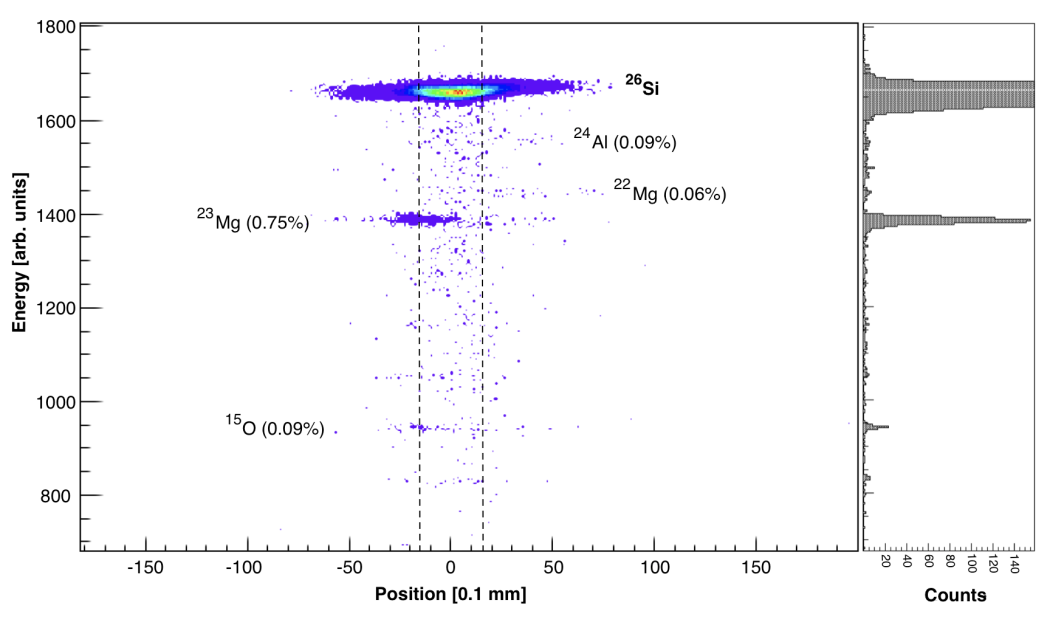 1800
1600
1400
1200
1000
800
Energy [arb. units]
26Si
24Al (0.09%)
22Mg (0.06%)
23Mg (0.75%)
15O (0.09%)
-150 -100 -50 0 50 100 150
Position [0.1 mm]
20 40 60 80 100 120 140
Counts